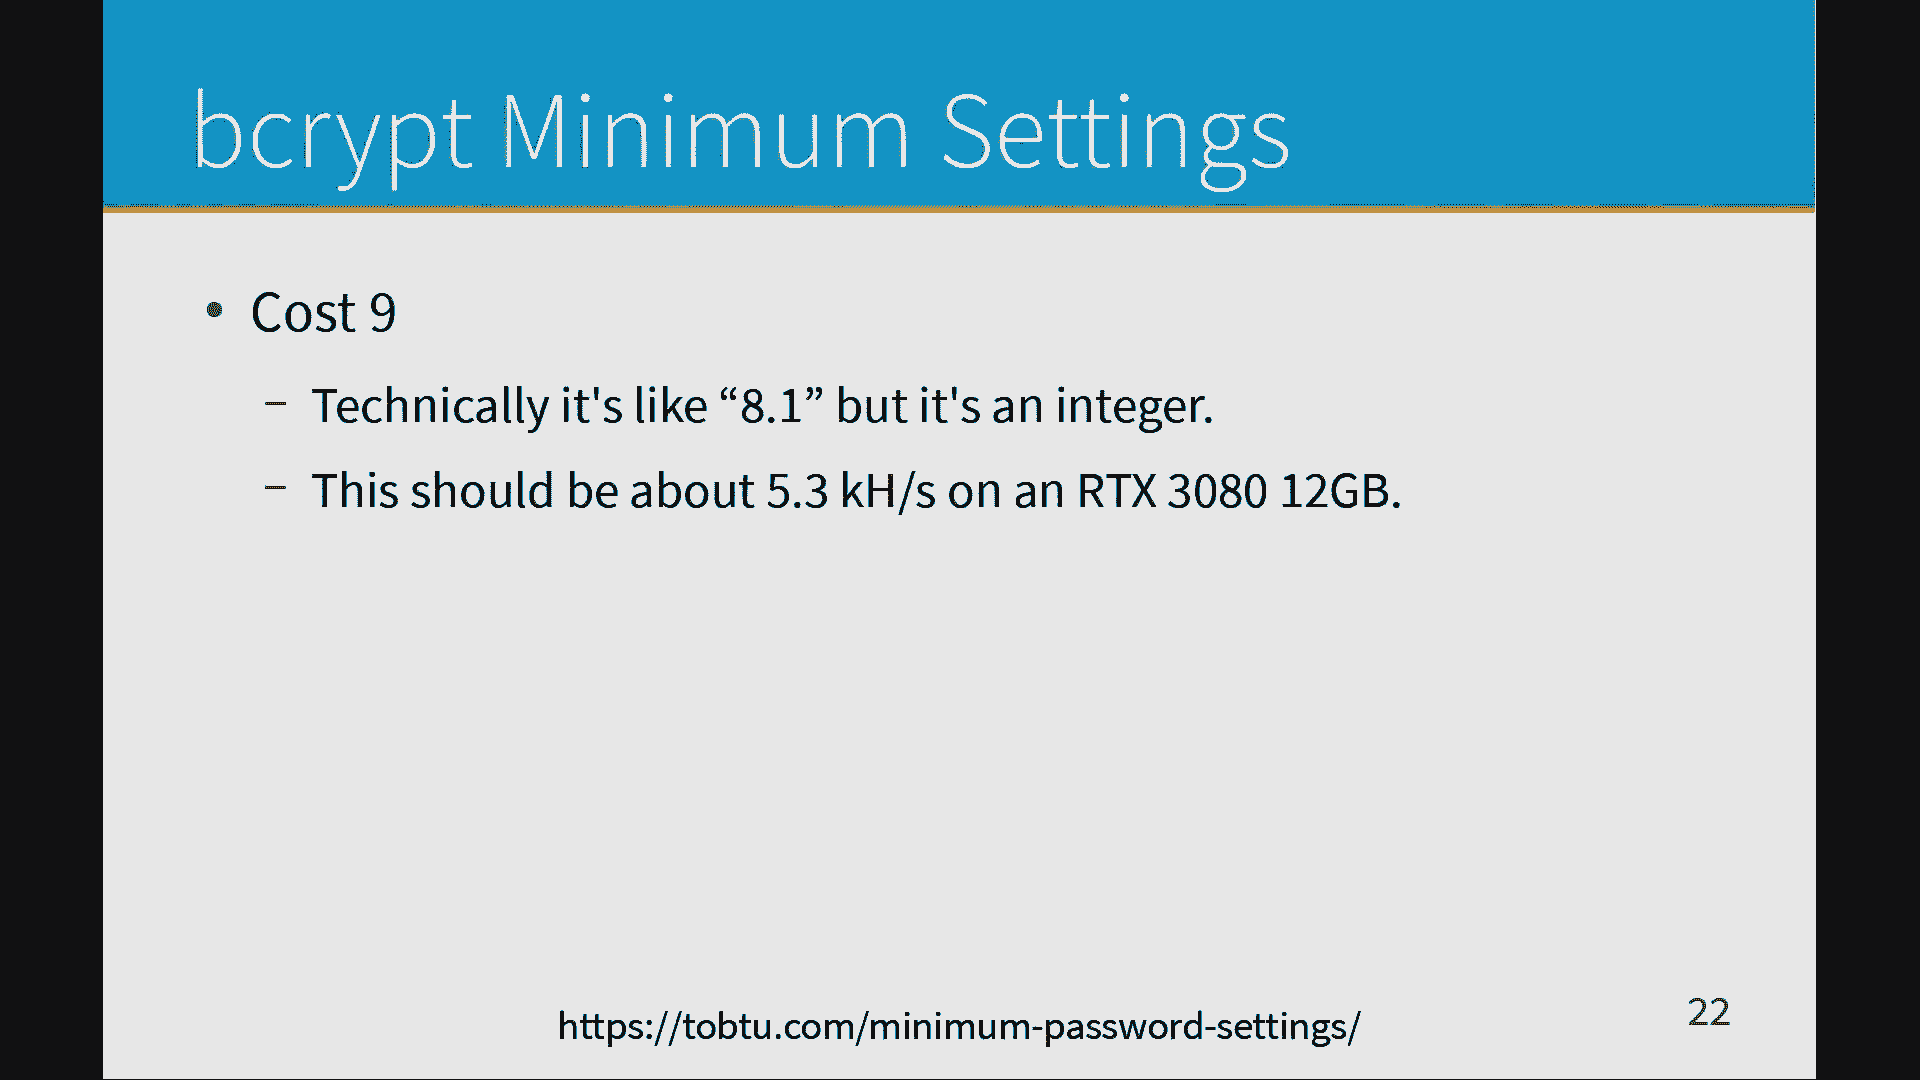 bcrypt Minimum Settings
• Cost 9
– Technically it's like “8.1” but it's an integer.
– This should be about 5.3 kH/s on an RTX 3080 12GB.
https://tobtu.com/minimum-password-settings/
22